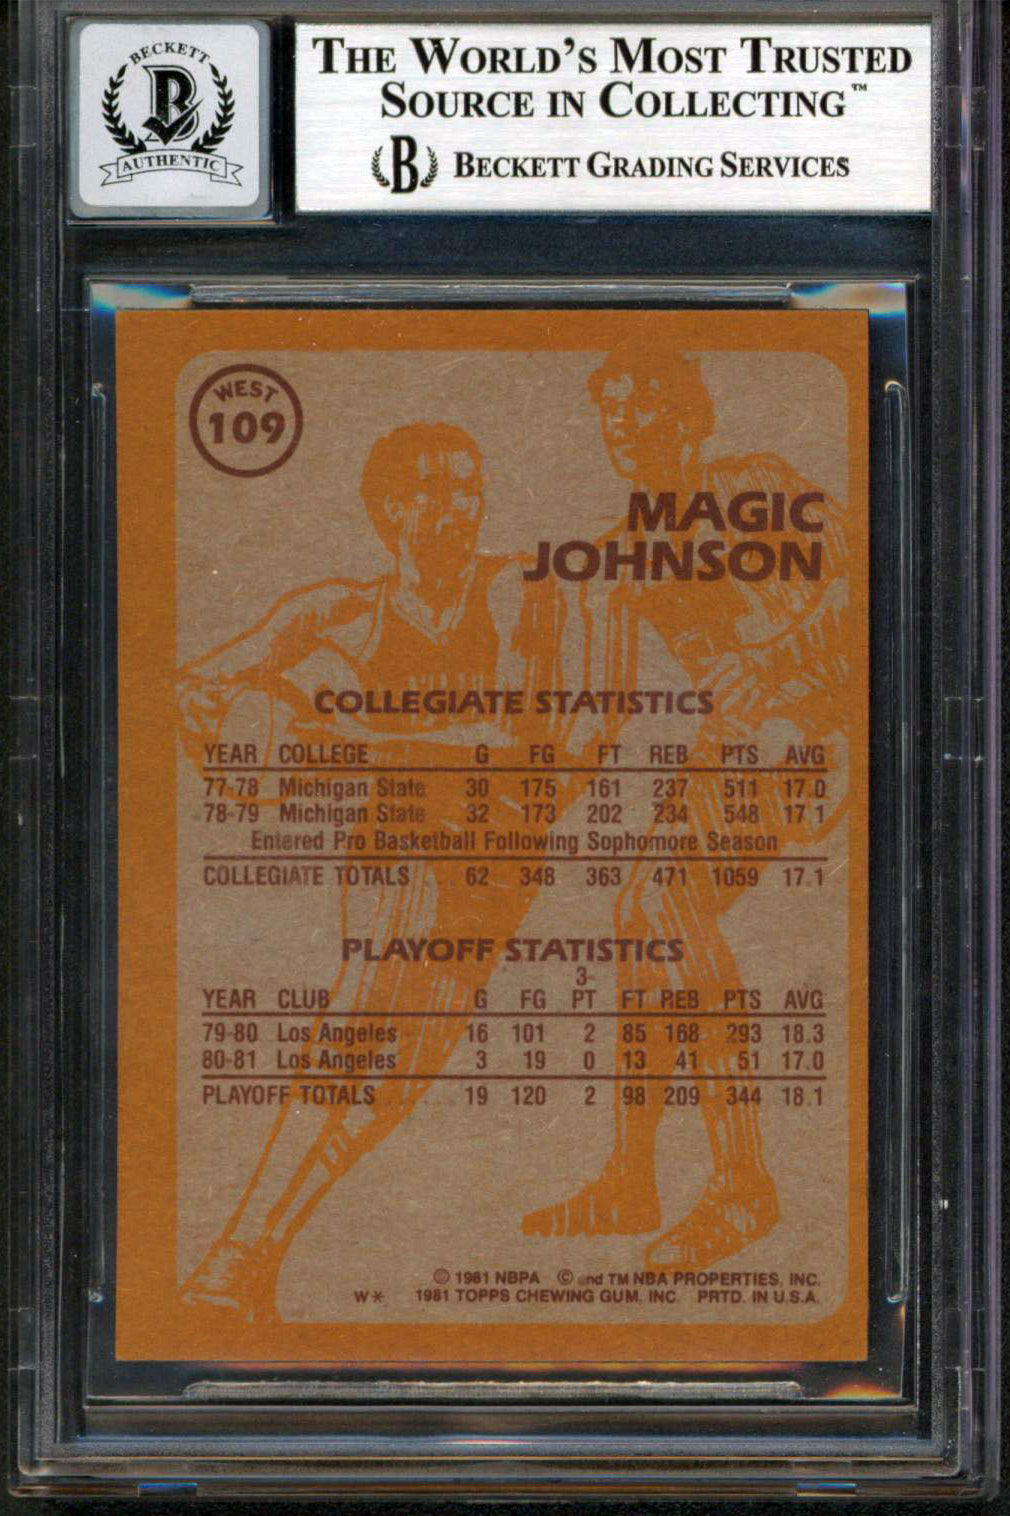 BECKETT
B
AUTHENTIC
THE WORLD'S MOST TRUSTED
SOURCE IN COLLECTING™
B BECKETT GRADING SERVICES
WEST
109
MAGIC
JOHNSON
COLLEGIATE STATISTICS
YEAR COLLEGE G FG FT REB PTS AVG
77-78 Michigan State 30 175 161 237 511 17.0
78-79 Michigan State 32 173 202 234 548 17.1
Entered Pro Basketball Following Sophomore Season
COLLEGIATE TOTALS 62 348 363 471 1059 17.1
PLAYOFF STATISTICS
YEAR CLUB G FG 3-PT FT REB PTS AVG
79-80 Los Angeles 16 101 2 85 168 293 18.3
80-81 Los Angeles 3 19 0 13 41 51 17.0
PLAYOFF TOTALS 19 120 2 98 209 344 18.1
© 1981 NBPA © and TM NBA PROPERTIES, INC.
W* 1981 TOPPS CHEWING GUM, INC. PRTD. IN U.S.A.